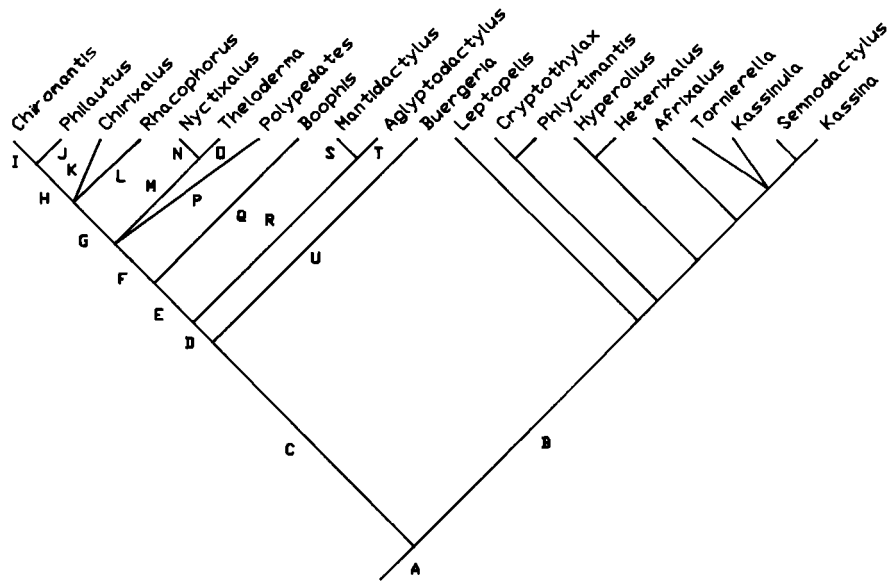 Chiromantis
Philautus
Chirixalus
Rhacophorus
Nyctixalus
Theloderma
Polypedates
Boophis
Mantidactylus
Aglyptodactylus
Buergeria
Leptopelis
Cryptothylax
Phlyctimantis
Hyperolius
Heterixalus
Afrixalus
Tornierella
Kassinula
Semnodactylus
Kassina
I
J
K
L
M
N
O
P
Q
R
S
T
H
G
F
U
E
D
C
B
A